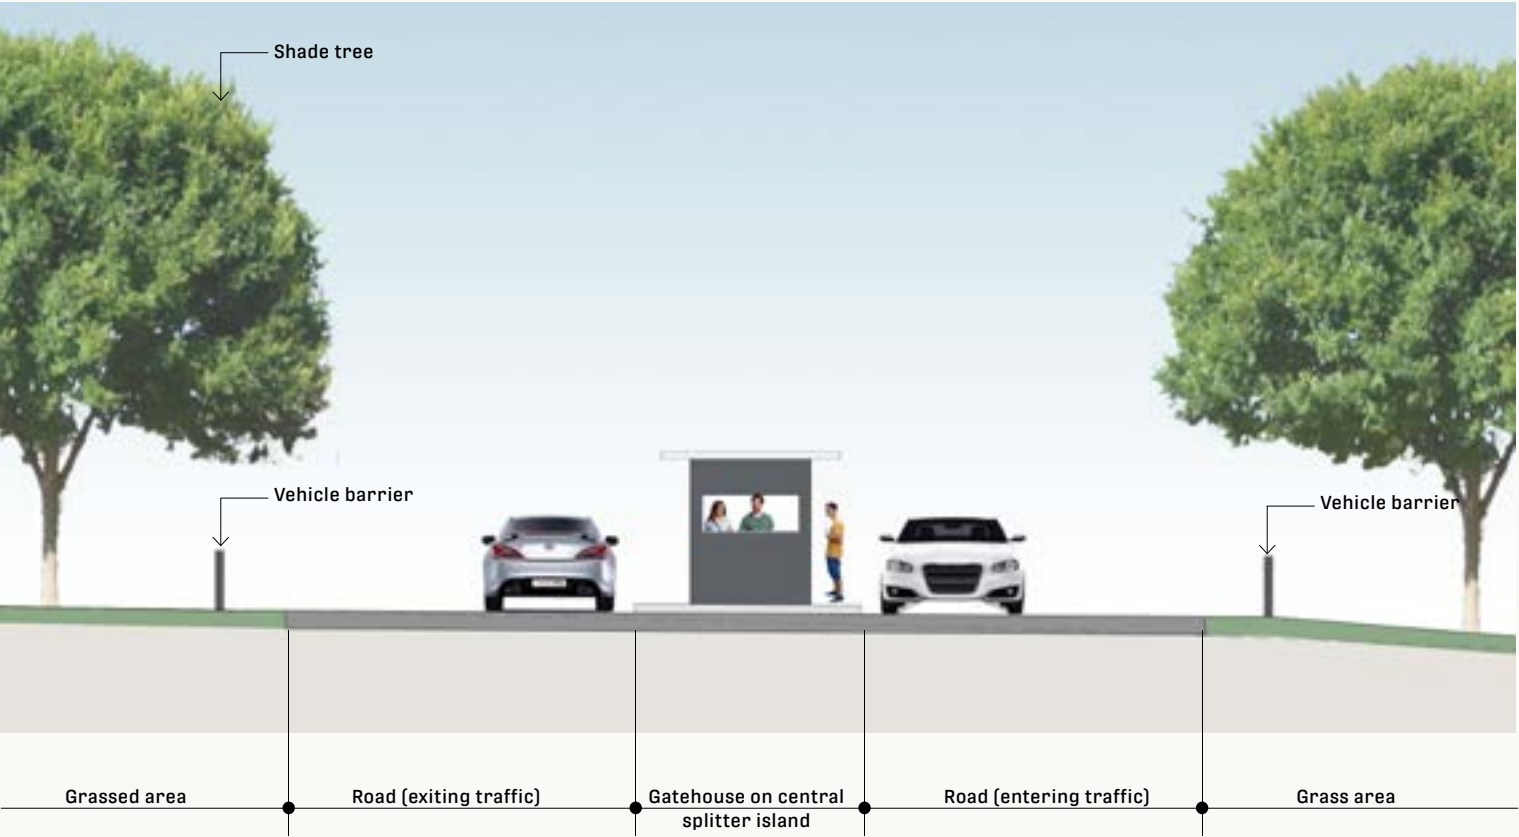 Shade tree
Vehicle barrier
Vehicle barrier
Grassed area
Road (exiting traffic)
Gatehouse on central
splitter island
Road (entering traffic)
Grass area